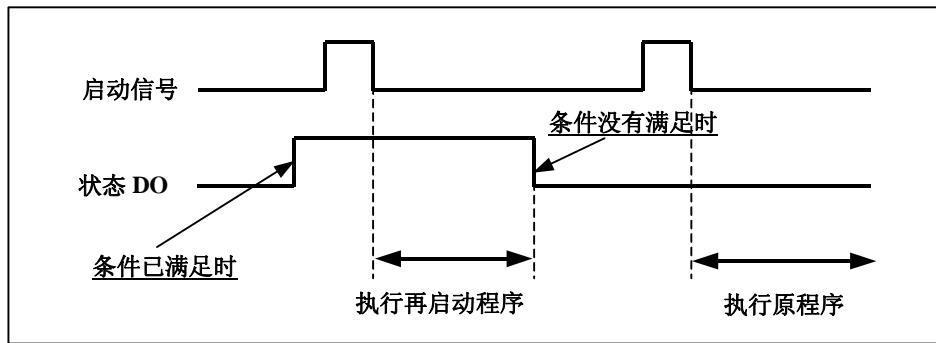 启动信号
条件没有满足时
状态 DO
条件已满足时
执行再启动程序
执行原程序